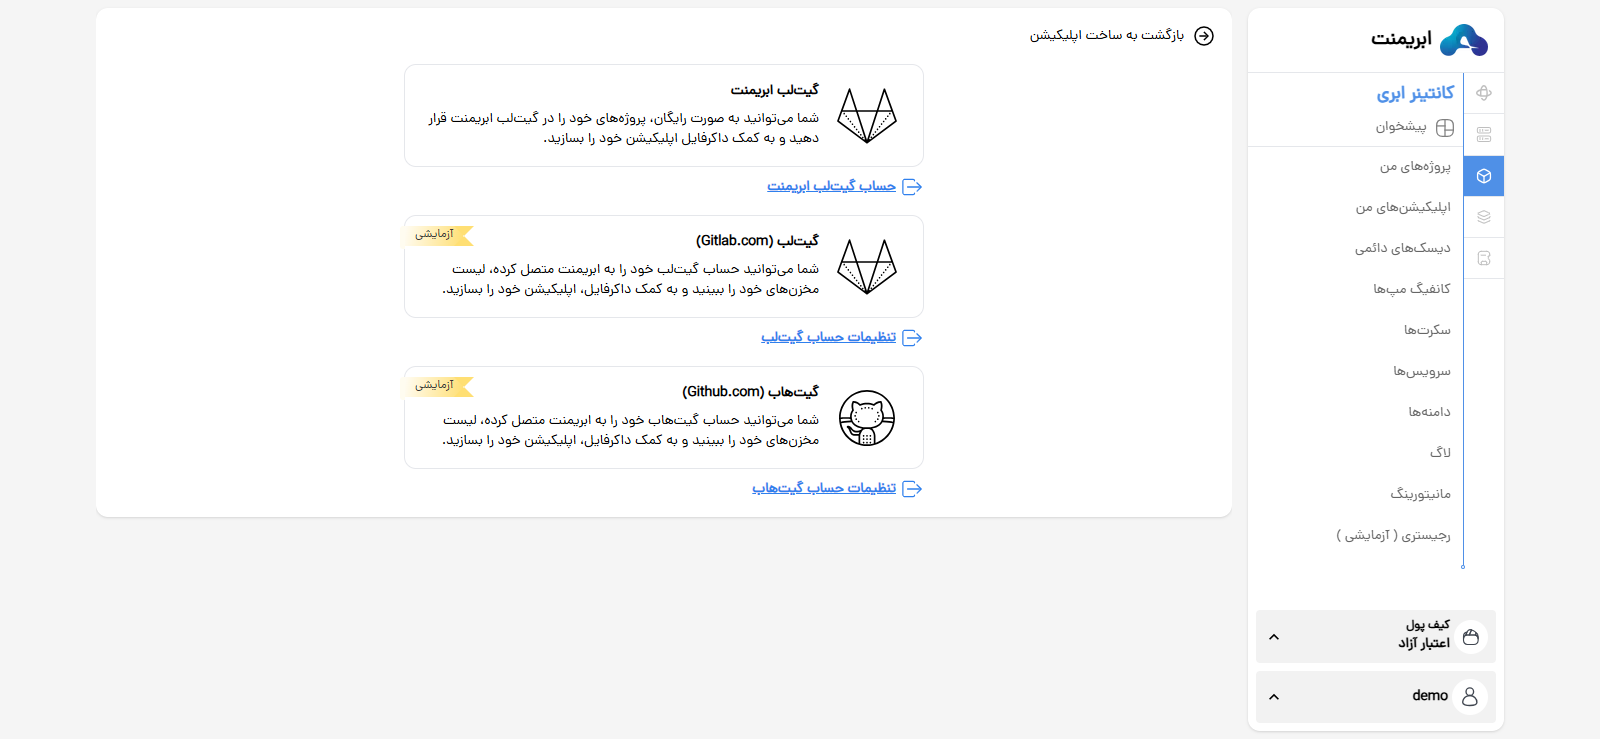 ابریمنت
کانتینر ابری
پیشخوان
پروژه‌های من
اپلیکیشن‌های من
دیسک‌های دائمی
کانفیگ مپ‌ها
سکرت‌ها
سرویس‌ها
دامنه‌ها
لاگ
مانیتورینگ
رجیستری ( آزمایشی )
کیف پول
اعتبار آزاد
demo
بازگشت به ساخت اپلیکیشن
گیت‌لب ابریمنت
شما می‌توانید به صورت رایگان، پروژه‌های خود را در گیت‌لب ابریمنت قرار
دهید و به کمک داکرفایل اپلیکیشن خود را بسازید.
حساب گیت‌لب ابریمنت
گیت‌لب (Gitlab.com)
آزمایشی
شما می‌توانید حساب گیت‌لب خود را به ابریمنت متصل کرده، لیست
مخزن‌های خود را ببینید و به کمک داکرفایل، اپلیکیشن خود را بسازید.
تنظیمات حساب گیت‌لب
گیت‌هاب (Github.com)
آزمایشی
شما می‌توانید حساب گیت‌هاب خود را به ابریمنت متصل کرده، لیست
مخزن‌های خود را ببینید و به کمک داکرفایل، اپلیکیشن خود را بسازید.
تنظیمات حساب گیت‌هاب